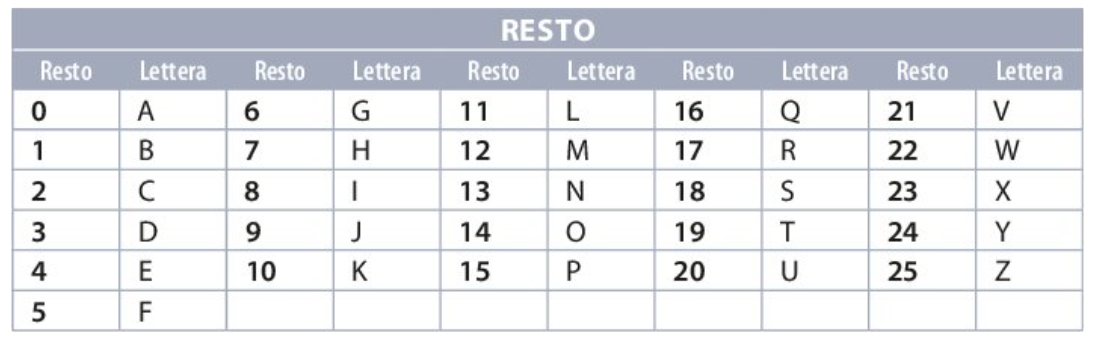 RESTO
Resto Lettera Resto Lettera Resto Lettera Resto Lettera Resto Lettera
0 A 6 G 11 L 16 Q 21 V
1 B 7 H 12 M 17 R 22 W
2 C 8 I 13 N 18 S 23 X
3 D 9 J 14 O 19 T 24 Y
4 E 10 K 15 P 20 U 25 Z
5 F